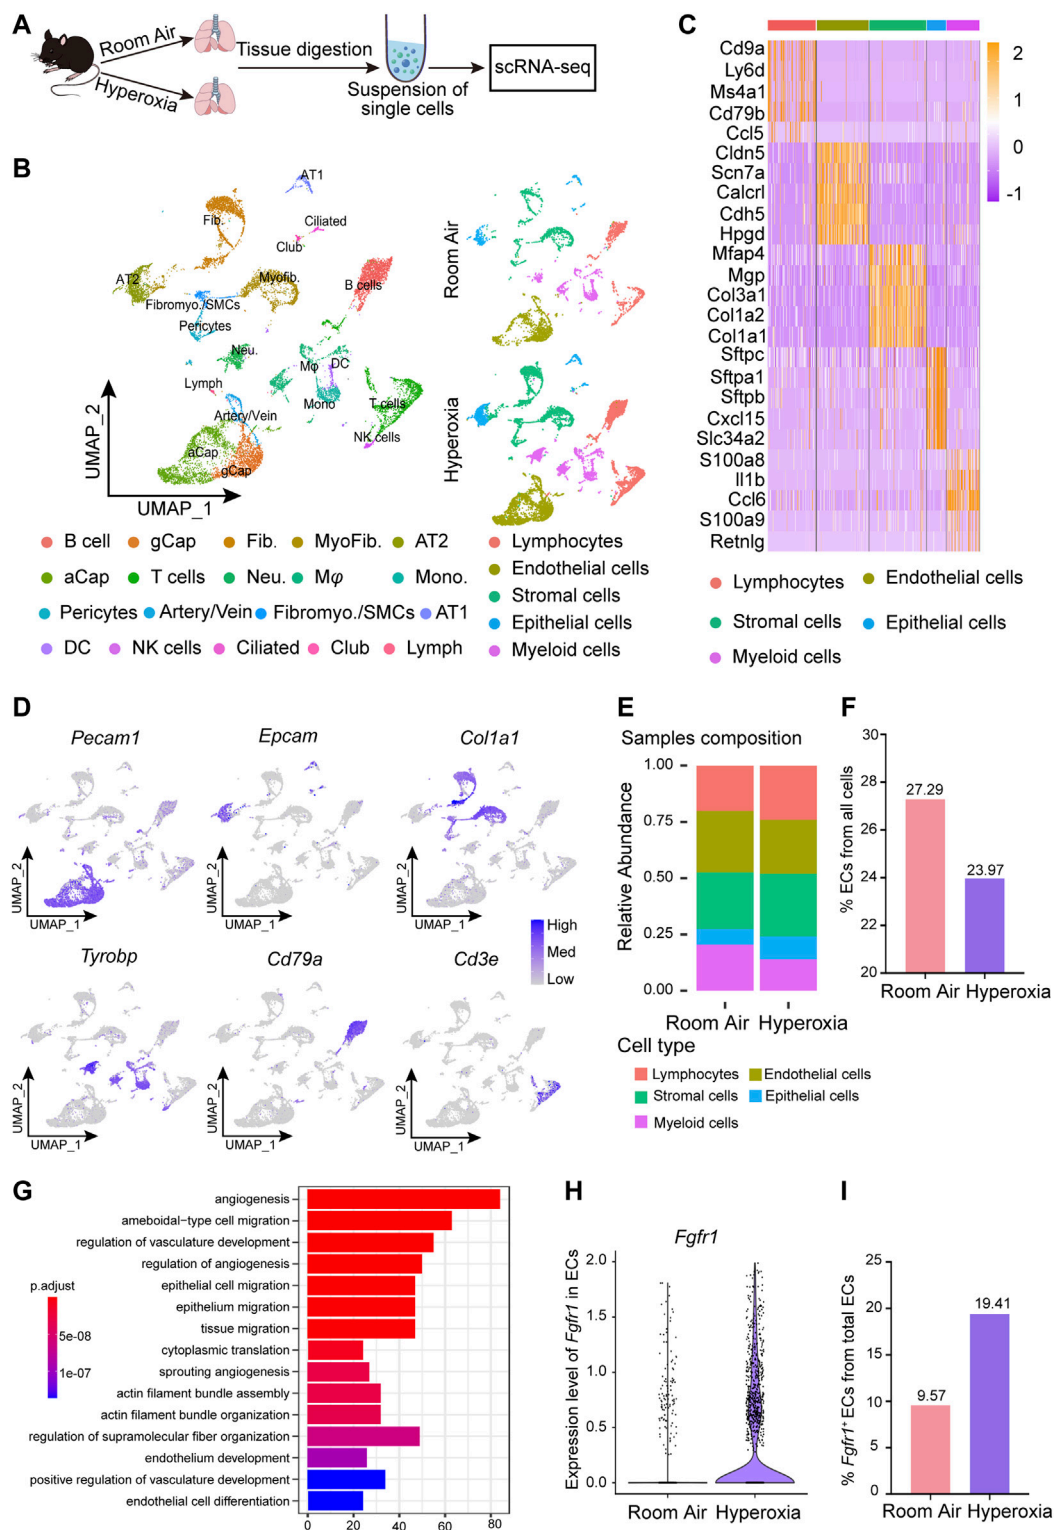 A
Room Air
Hyperoxia
Tissue digestion
Suspension of
single cells
scRNA-seq
B
AT1
Fib.
Ciliated
Club
AT2
Myofib.
B cells
Fibromyo./SMCs
Pericytes
Neu.
Mφ
DC
Lymph
Mono
T cells
Artery/Vein
NK cells
aCap
gCap
UMAP_2
UMAP_1
Room Air
Hyperoxia
B cell
gCap
Fib.
MyoFib.
AT2
aCap
T cells
Neu.
Mφ
Mono.
Pericytes
Artery/Vein
Fibromyo./SMCs
AT1
DC
NK cells
Ciliated
Club
Lymph
Lymphocytes
Endothelial cells
Stromal cells
Epithelial cells
Myeloid cells
C
Cd9a
Ly6d
Ms4a1
Cd79b
Ccl5
Cldn5
Scn7a
Calcrl
Cdh5
Hpgd
Mfap4
Mgp
Col3a1
Col1a2
Col1a1
Sftpc
Sftpa1
Sftpb
Cxcl15
Slc34a2
S100a8
Il1b
Ccl6
S100a9
Retnlg
2
1
0
-1
Lymphocytes
Endothelial cells
Stromal cells
Epithelial cells
Myeloid cells
D
Pecam1
Epcam
Col1a1
UMAP_2
UMAP_1
UMAP_2
UMAP_1
UMAP_2
UMAP_1
High
Med
Low
Tyrobp
Cd79a
Cd3e
UMAP_2
UMAP_1
UMAP_2
UMAP_1
UMAP_2
UMAP_1
E
Samples composition
Relative Abundance
1.00
0.75
0.50
0.25
0.00
Room Air
Hyperoxia
Cell type
Lymphocytes
Endothelial cells
Stromal cells
Epithelial cells
Myeloid cells
F
% ECs from all cells
30
28
26
24
22
20
27.29
23.97
Room Air
Hyperoxia
G
p.adjust
5e-08
1e-07
angiogenesis
ameboidal−type cell migration
regulation of vasculature development
regulation of angiogenesis
epithelial cell migration
epithelium migration
tissue migration
cytoplasmic translation
sprouting angiogenesis
actin filament bundle assembly
actin filament bundle organization
regulation of supramolecular fiber organization
endothelium development
positive regulation of vasculature development
endothelial cell differentiation
0
20
40
60
80
H
Fgfr1
Expression level of Fgfr1 in ECs
2.0
1.5
1.0
0.5
0.0
Room Air
Hyperoxia
I
% Fgfr1+ ECs from total ECs
25
20
15
10
5
0
9.57
19.41
Room Air
Hyperoxia